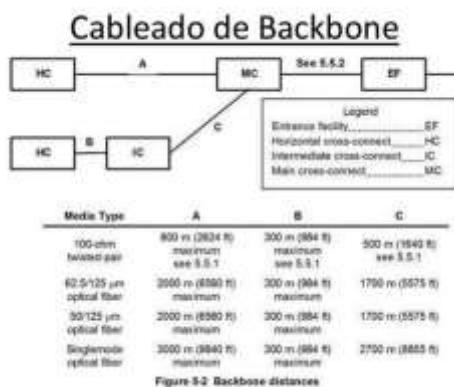 Cableado de Backbone
HC
A
MC
See 5.5.2
EF
C
HC
B
IC
Legend
Entrance facility EF
Horizontal cross-connect HC
Intermediate cross-connect IC
Main cross-connect MC
Media Type A B C
100-ohm twisted pair 800 m (2624 ft) maximum see 5.5.1 300 m (984 ft) maximum see 5.5.1 500 m (1640 ft) see 5.5.1
62.5/125 μm optical fiber 2000 m (6560 ft) maximum 300 m (984 ft) maximum 1700 m (5575 ft)
50/125 μm optical fiber 2000 m (6560 ft) maximum 300 m (984 ft) maximum 1700 m (5575 ft)
Singlemode optical fiber 3000 m (9840 ft) maximum 300 m (984 ft) maximum 2700 m (8855 ft)
Figure 5-2 Backbone distances